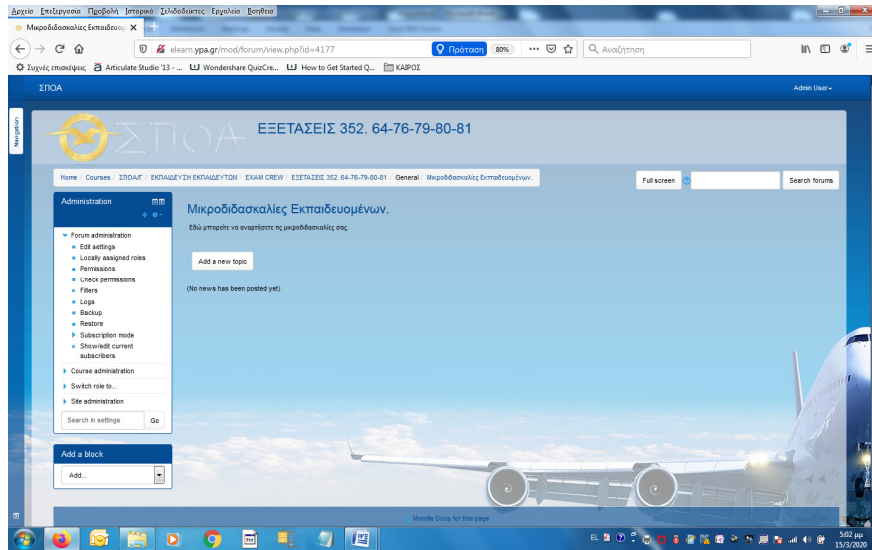 Αρχείο Επεξεργασία Προβολή Ιστορικό Σελιδοδείκτες Εργαλεία Βοήθεια
Μικροδιδασκαλίες Εκπαιδευομ
elearn.ypa.gr/mod/forum/view.php?id=4177 Πρόταση 80% Αναζήτηση
Συχνές επισκέψεις Articulate Studio '13 - ... Wondershare QuizCre... How to Get Started Q... ΚΑΙΡΟΣ
ΣΠΟΑ Admin User
Navigation
ΣΠΟΑ ΕΞΕΤΑΣΕΙΣ 352. 64-76-79-80-81
Home / Courses / ΣΠΟΑ/Γ / ΕΚΠΑΙΔΕΥΣΗ ΕΚΠΑΙΔΕΥΤΩΝ / EXAM CREW / ΕΞΕΤΑΣΕΙΣ 352. 64-76-79-80-81 / General / Μικροδιδασκαλίες Εκπαιδευομένων.
Full screen Search forums
Administration
Forum administration
Edit settings
Locally assigned roles
Permissions
Check permissions
Filters
Logs
Backup
Restore
Subscription mode
Show/edit current
subscribers
Course administration
Switch role to...
Site administration
Search in settings Go
Add a block
Add...
Μικροδιδασκαλίες Εκπαιδευομένων.
Εδώ μπορείτε να αναρτήσετε τις μικροδιδασκαλίες σας.
Add a new topic
(No news has been posted yet)
Moodle Docs for this page
EL 5:02 μμ
15/3/2020